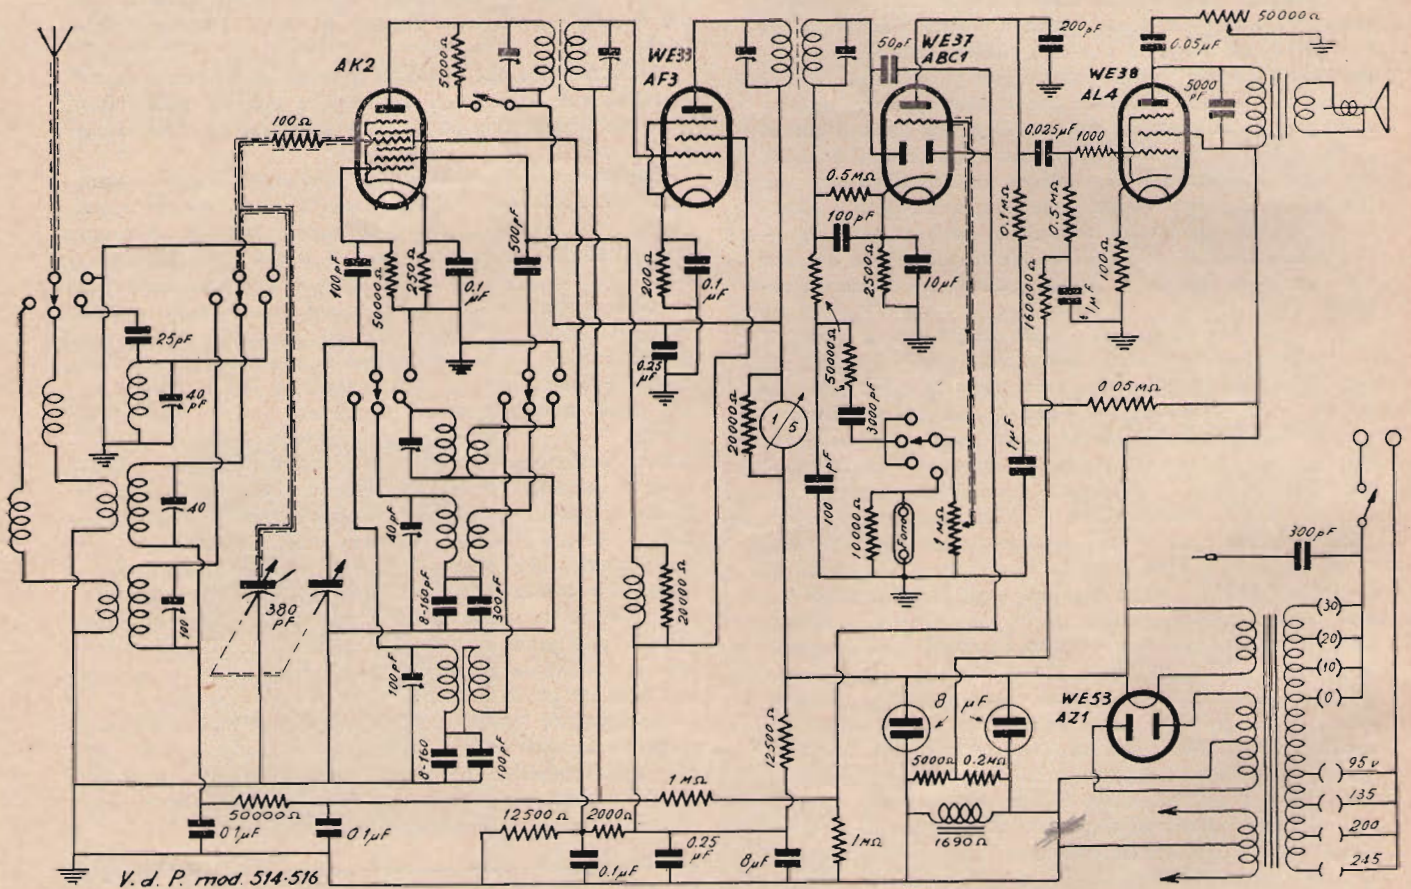 50000Ω
200pF
0.05µF
50pF
WE37
ABC1
WE33
AF3
WE38
AL4
5000
pF
5000Ω
AK2
100Ω
0.025µF
1000
0.5MΩ
100pF
0.1MΩ
0.5MΩ
100Ω
500pF
100pF
50000Ω
250Ω
0.1
µF
200Ω
0.1
µF
2500Ω
10µF
160000Ω
1µF
25pF
40
pF
0.25
µF
50000Ω
3000pF
20000Ω
1/5
0.05MΩ
1µF
40
40pF
pF
100
10000Ω
Fono
1MΩ
300pF
100
380
pF
8-160pF
300pF
20000Ω
(30)
(20)
(10)
(0)
100pF
8-160
100pF
12500Ω
8 µF
WE53
AZ1
5000Ω
0.2MΩ
95v
135
200
245
50000Ω
1MΩ
12500Ω
2000Ω
1690Ω
0.1µF
0.1µF
0.1µF
0.25
µF
8µF
1MΩ
V. d. P. mod. 514-516